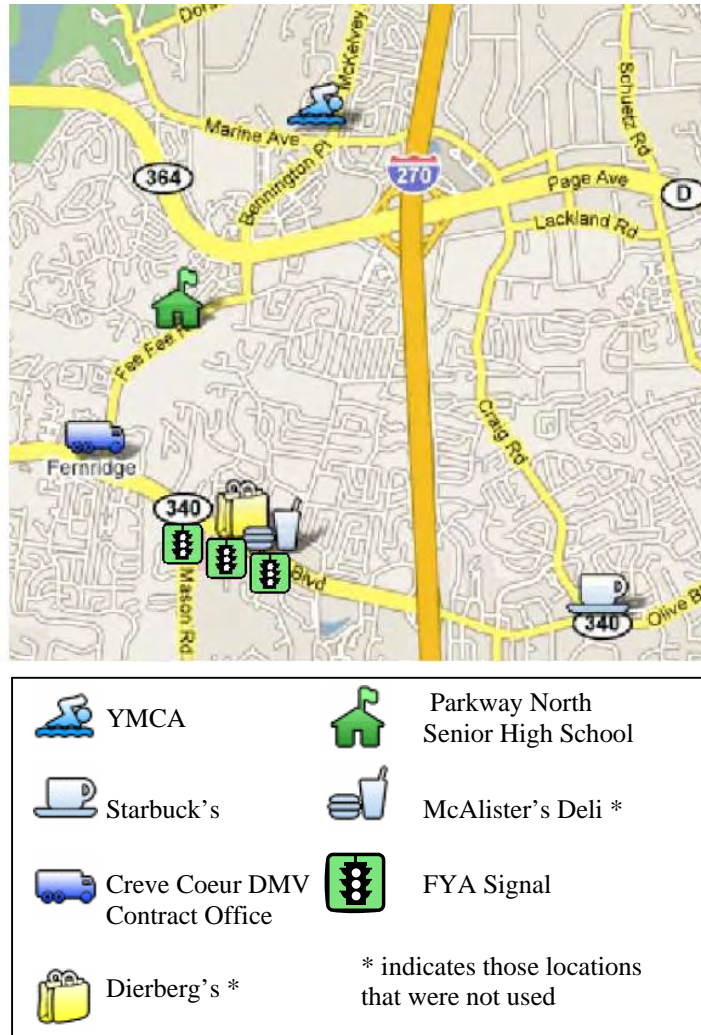 Dors
McKelvey
Marine Ave
Bennington Pl
Schuetz Rd
364
270
Page Ave
D
Lackland Rd
Fee Fee
Craig Rd
Fernridge
340
Blvd
Mason Rd
340
Olive B
YMCA
Parkway North
Senior High School
Starbuck's
McAlister's Deli *
Creve Coeur DMV
Contract Office
FYA Signal
Dierberg's *
* indicates those locations
that were not used